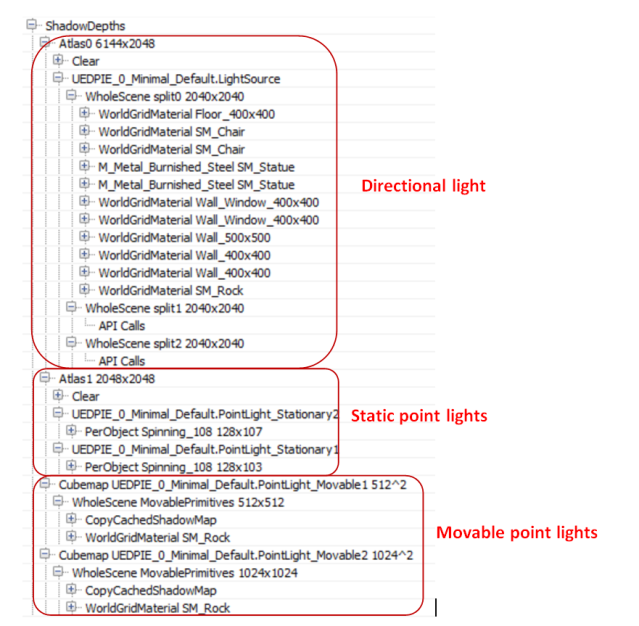 ShadowDepths
Atlas0 6144x2048
Clear
UEDPIE_0_Minimal_Default.LightSource
WholeScene split0 2040x2040
WorldGridMaterial Floor_400x400
WorldGridMaterial SM_Chair
WorldGridMaterial SM_Chair
M_Metal_Burnished_Steel SM_Statue
M_Metal_Burnished_Steel SM_Statue
WorldGridMaterial Wall_Window_400x400
WorldGridMaterial Wall_Window_400x400
WorldGridMaterial Wall_500x500
WorldGridMaterial Wall_400x400
WorldGridMaterial Wall_400x400
WorldGridMaterial SM_Rock
WholeScene split1 2040x2040
API Calls
WholeScene split2 2040x2040
API Calls
Directional light
Atlas1 2048x2048
Clear
UEDPIE_0_Minimal_Default.PointLight_Stationary2
PerObject Spinning_108 128x107
UEDPIE_0_Minimal_Default.PointLight_Stationary1
PerObject Spinning_108 128x103
Static point lights
Cubemap UEDPIE_0_Minimal_Default.PointLight_Movable1 512^2
WholeScene MovablePrimitives 512x512
CopyCachedShadowMap
WorldGridMaterial SM_Rock
Cubemap UEDPIE_0_Minimal_Default.PointLight_Movable2 1024^2
WholeScene MovablePrimitives 1024x1024
CopyCachedShadowMap
WorldGridMaterial SM_Rock
Movable point lights